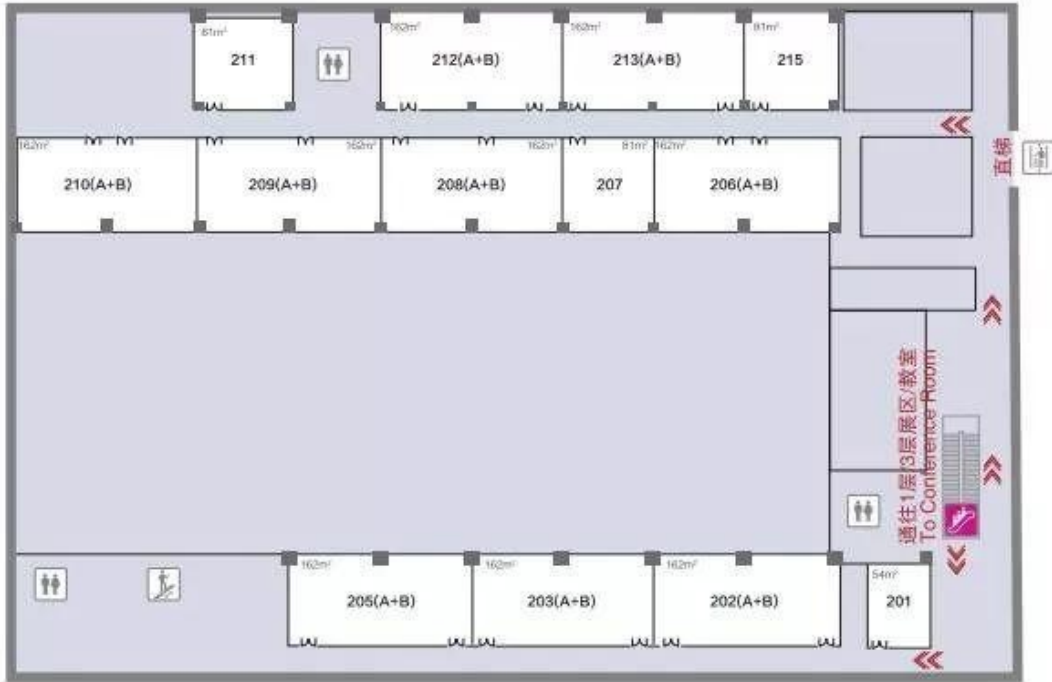 81m²
211
162m²
212(A+B)
162m²
213(A+B)
81m²
215
162m²
210(A+B)
162m²
209(A+B)
162m²
208(A+B)
81m²
207
162m²
206(A+B)
直梯
通往1层/3层展区/教室
To Conference Room
162m²
205(A+B)
162m²
203(A+B)
162m²
202(A+B)
54m²
201